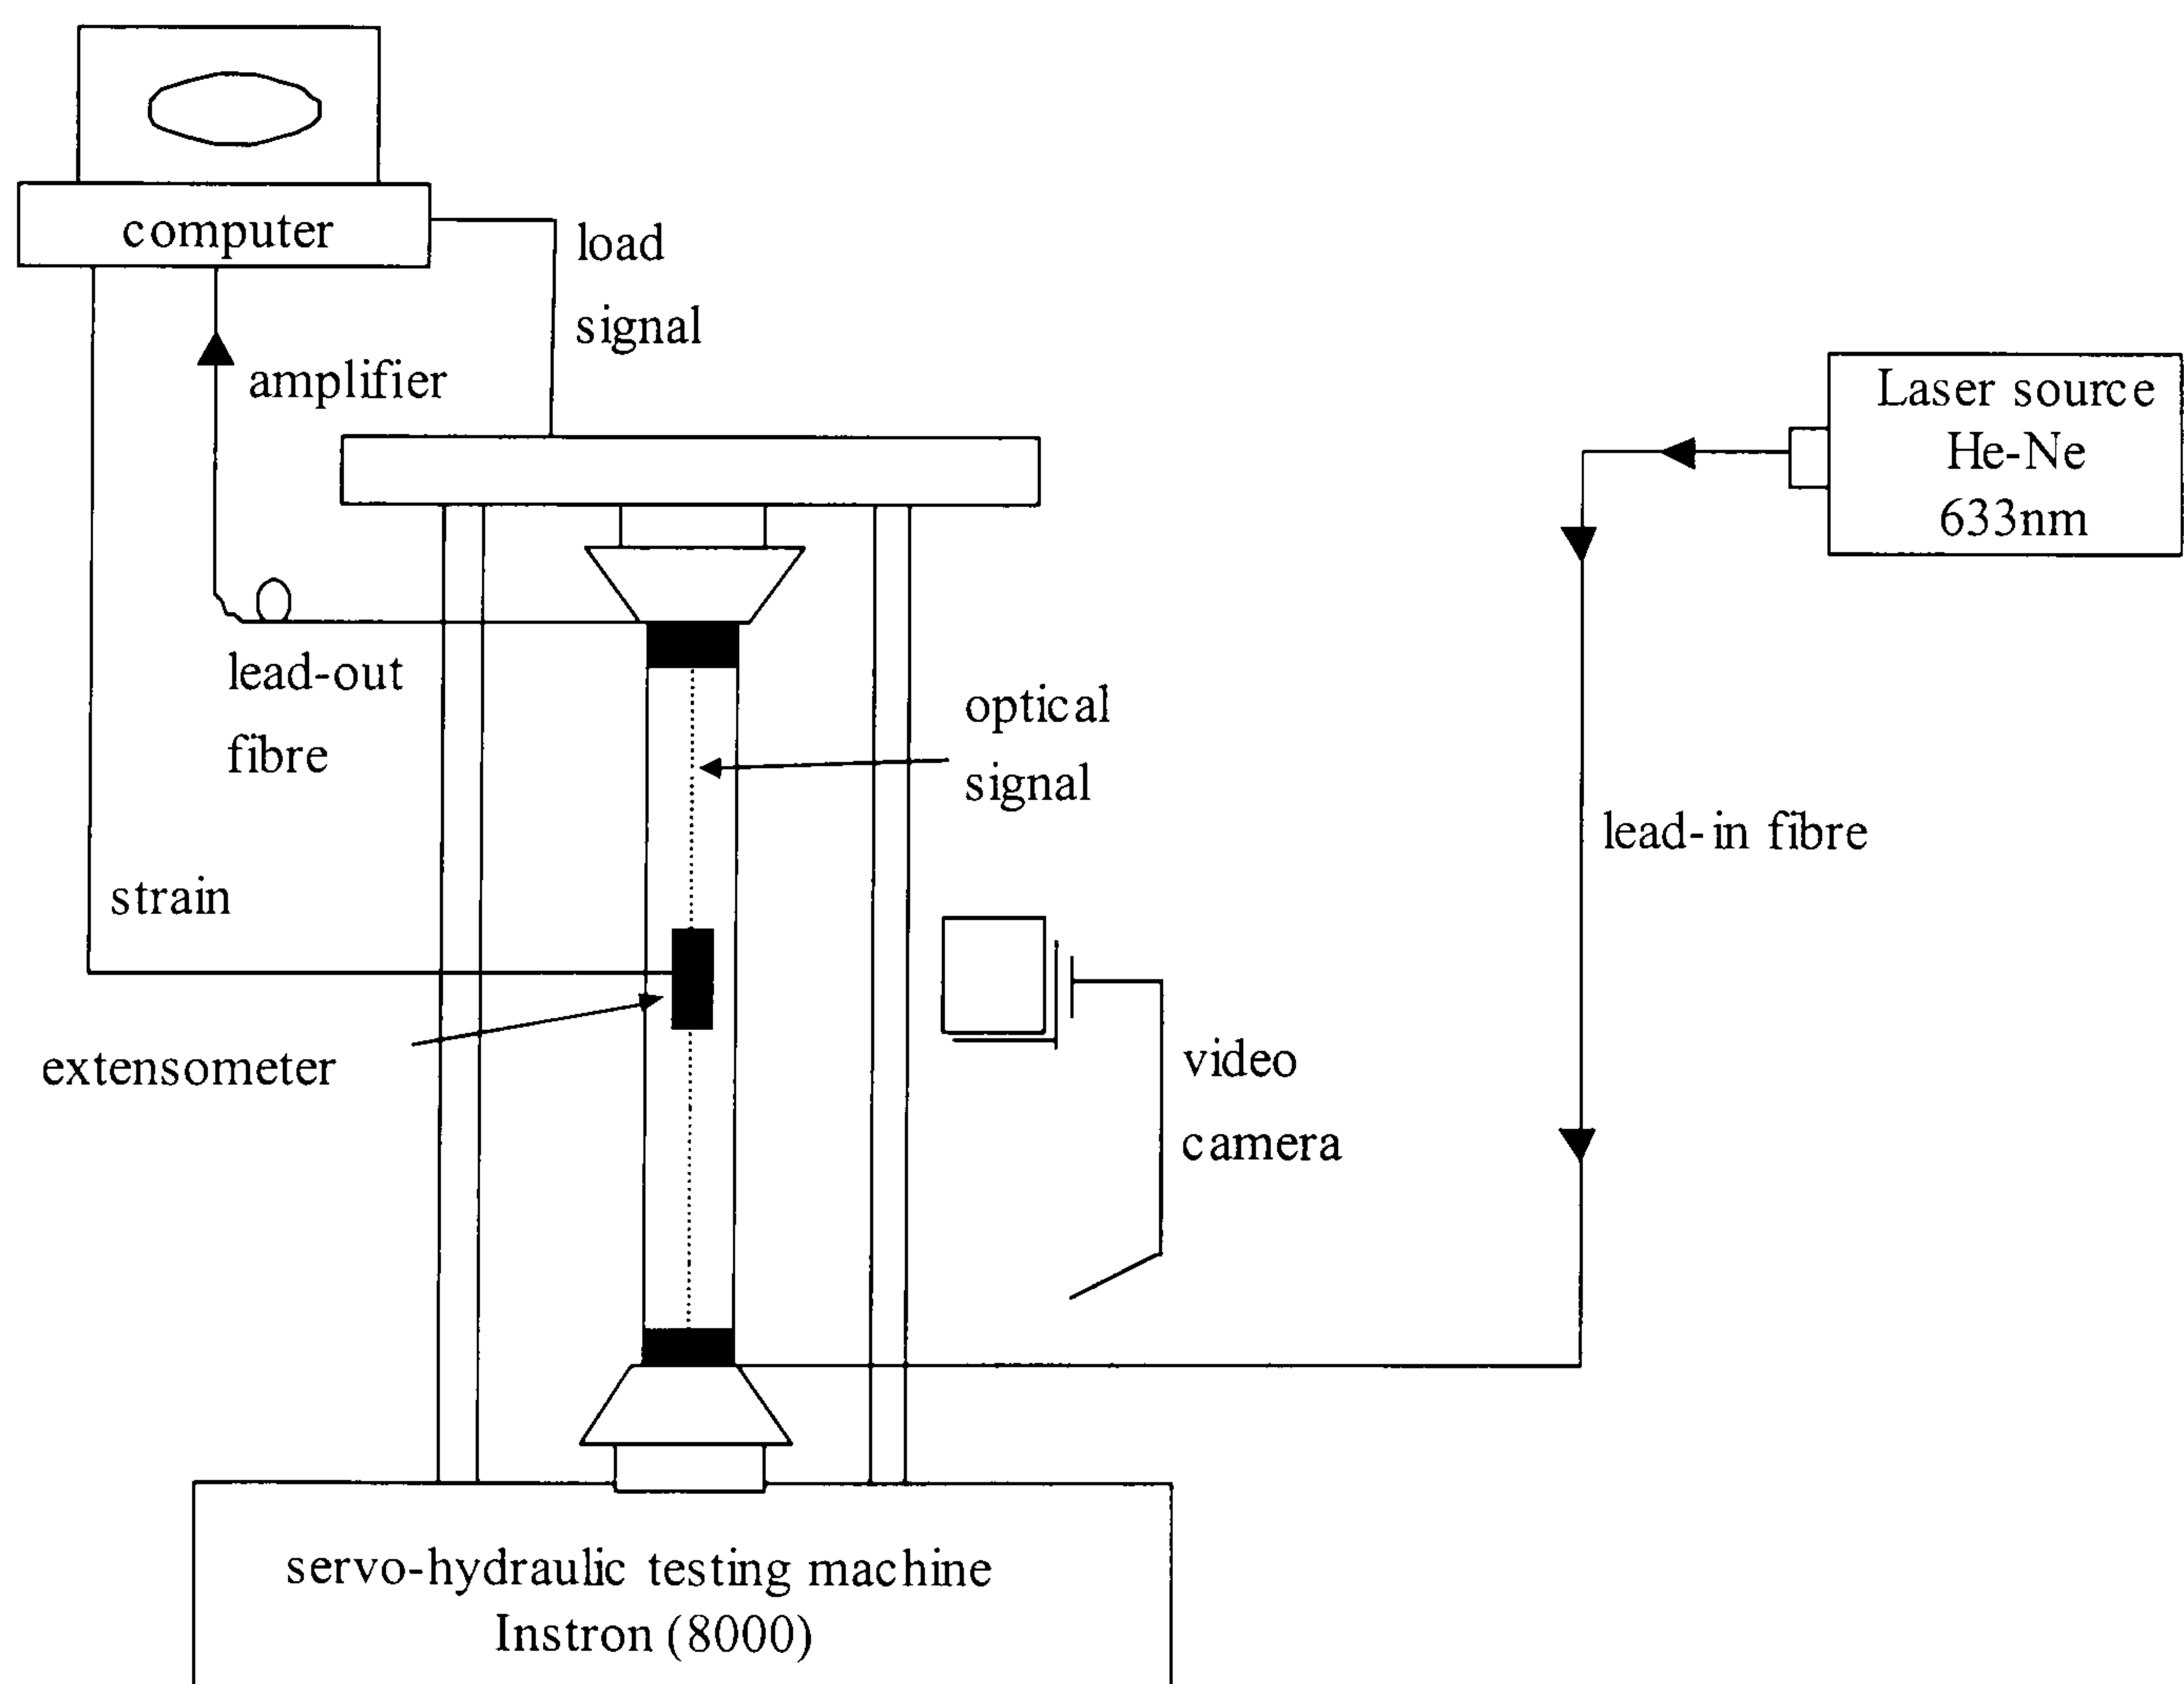 computer
load
signal
amplifier
Laser source
He-Ne
633nm
lead-out
fibre
optical
signal
lead-in fibre
strain
extensometer
video
camera
servo-hydraulic testing machine
Instron (8000)